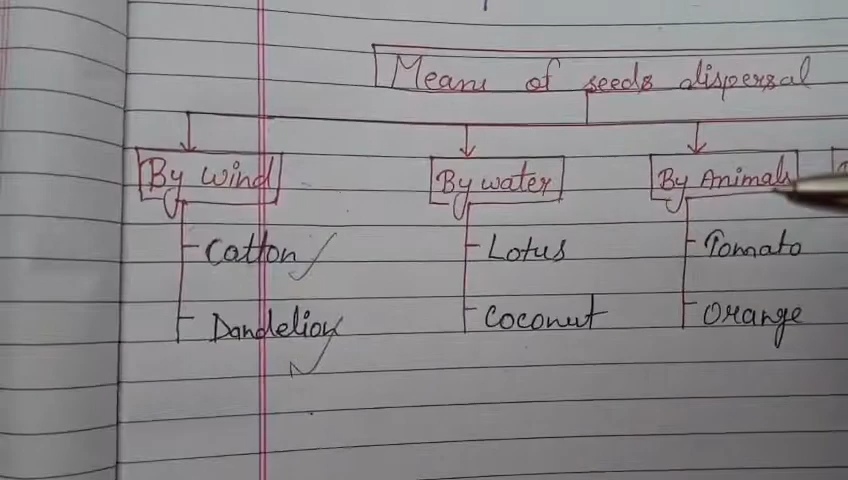 Means of seeds dispersal
By wind
By water
By Animals
Cotton
Lotus
Tomato
Dandelion
Coconut
Orange